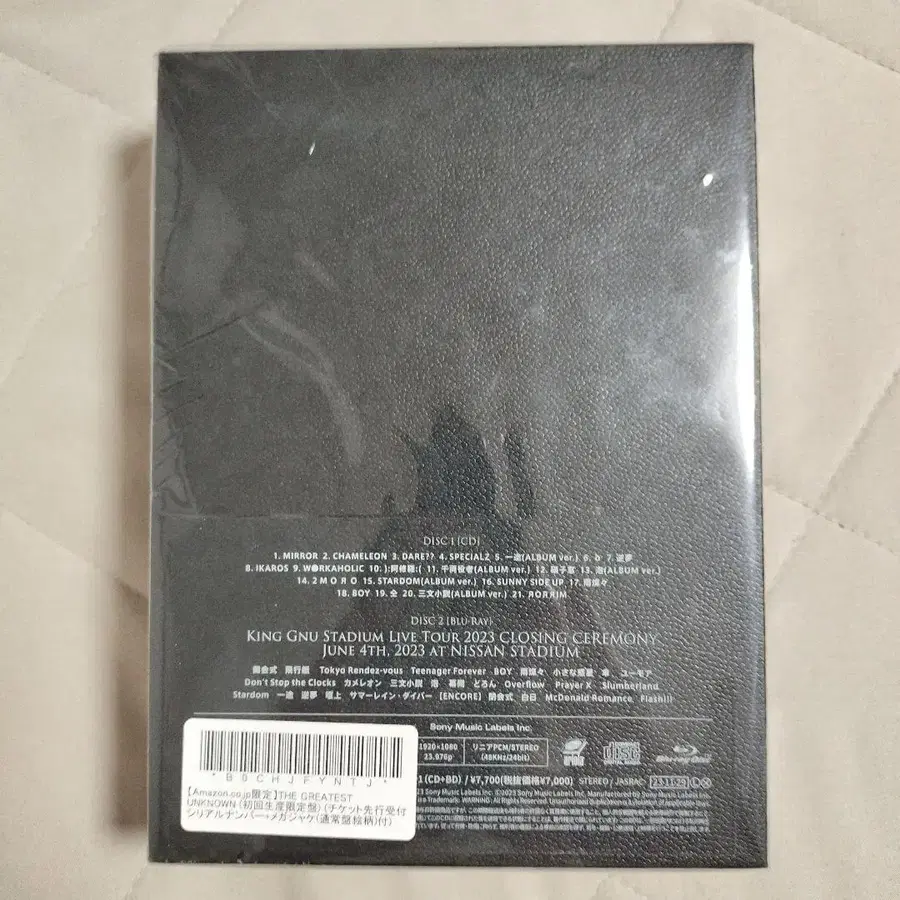 DISC 1 [CD]
1. MIRROR 2. CHAMELEON 3. DARE?? 4. SPECIALZ 5. 一途(ALBUM ver.) 6. δ 7. 逆夢
8. IKAROS 9. W●RKAHOLIC 10. ):阿修羅:( 11. 千両役者(ALBUM ver.) 12. 硝子窓 13. 泡(ALBUM ver.)
14. 2 MOЯO 15. STARDOM(ALBUM ver.) 16. SUNNY SIDE UP 17. 雨燦々
18. BOY 19. 仝 20. 三文小説(ALBUM ver.) 21. ЯOЯЯIM
DISC 2 [BLU-RAY]
KING GNU STADIUM LIVE TOUR 2023 CLOSING CEREMONY
JUNE 4TH, 2023 AT NISSAN STADIUM
開会式 飛行艇 Tokyo Rendez-vous Teenager Forever BOY 雨燦々 小さな惑星 傘 ユーモア
Don't Stop the Clocks カメレオン 三文小説 泡 幕間 どろん Overflow Prayer X Slumberland
Stardom 一途 逆夢 壇上 サマーレイン・ダイバー [ENCORE] 閉会式 白日 McDonald Romance Flash!!!
Sony Music Labels Inc.
1920×1080
23.976p
リニアPCM/STEREO
(48KHz/24bit)
Blu-ray Disc
1(CD+BD) / ¥7,700(税抜価格¥7,000) STEREO / JASRAC 23.11.29
*B0CHJFYNTJ*
【Amazon.co.jp限定】THE GREATEST
UNKNOWN (初回生産限定盤) (チケット先行受付
シリアルナンバー+メガジャケ(通常盤絵柄)付)